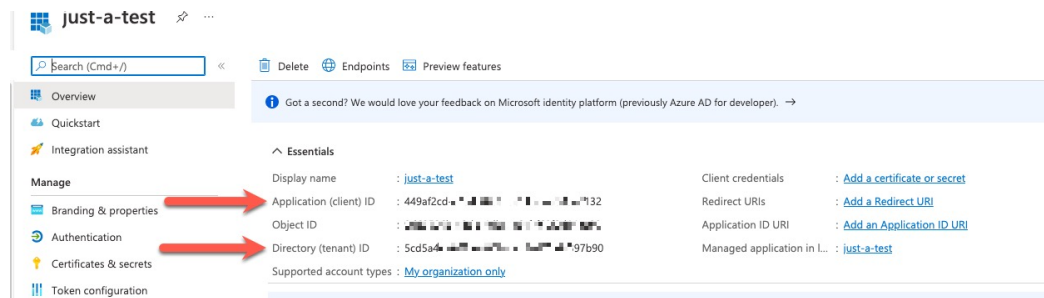 just-a-test
Search (Cmd+/)
Delete Endpoints Preview features
Overview
Got a second? We would love your feedback on Microsoft identity platform (previously Azure AD for developer). →
Quickstart
Integration assistant
Essentials
Manage
Display name : just-a-test
Client credentials : Add a certificate or secret
Application (client) ID : 449af2cd- 132
Redirect URIs : Add a Redirect URI
Branding & properties
Object ID :
Application ID URI : Add an Application ID URI
Authentication
Directory (tenant) ID : 5cd5a4 -97b90
Managed application in l... : just-a-test
Certificates & secrets
Supported account types : My organization only
Token configuration